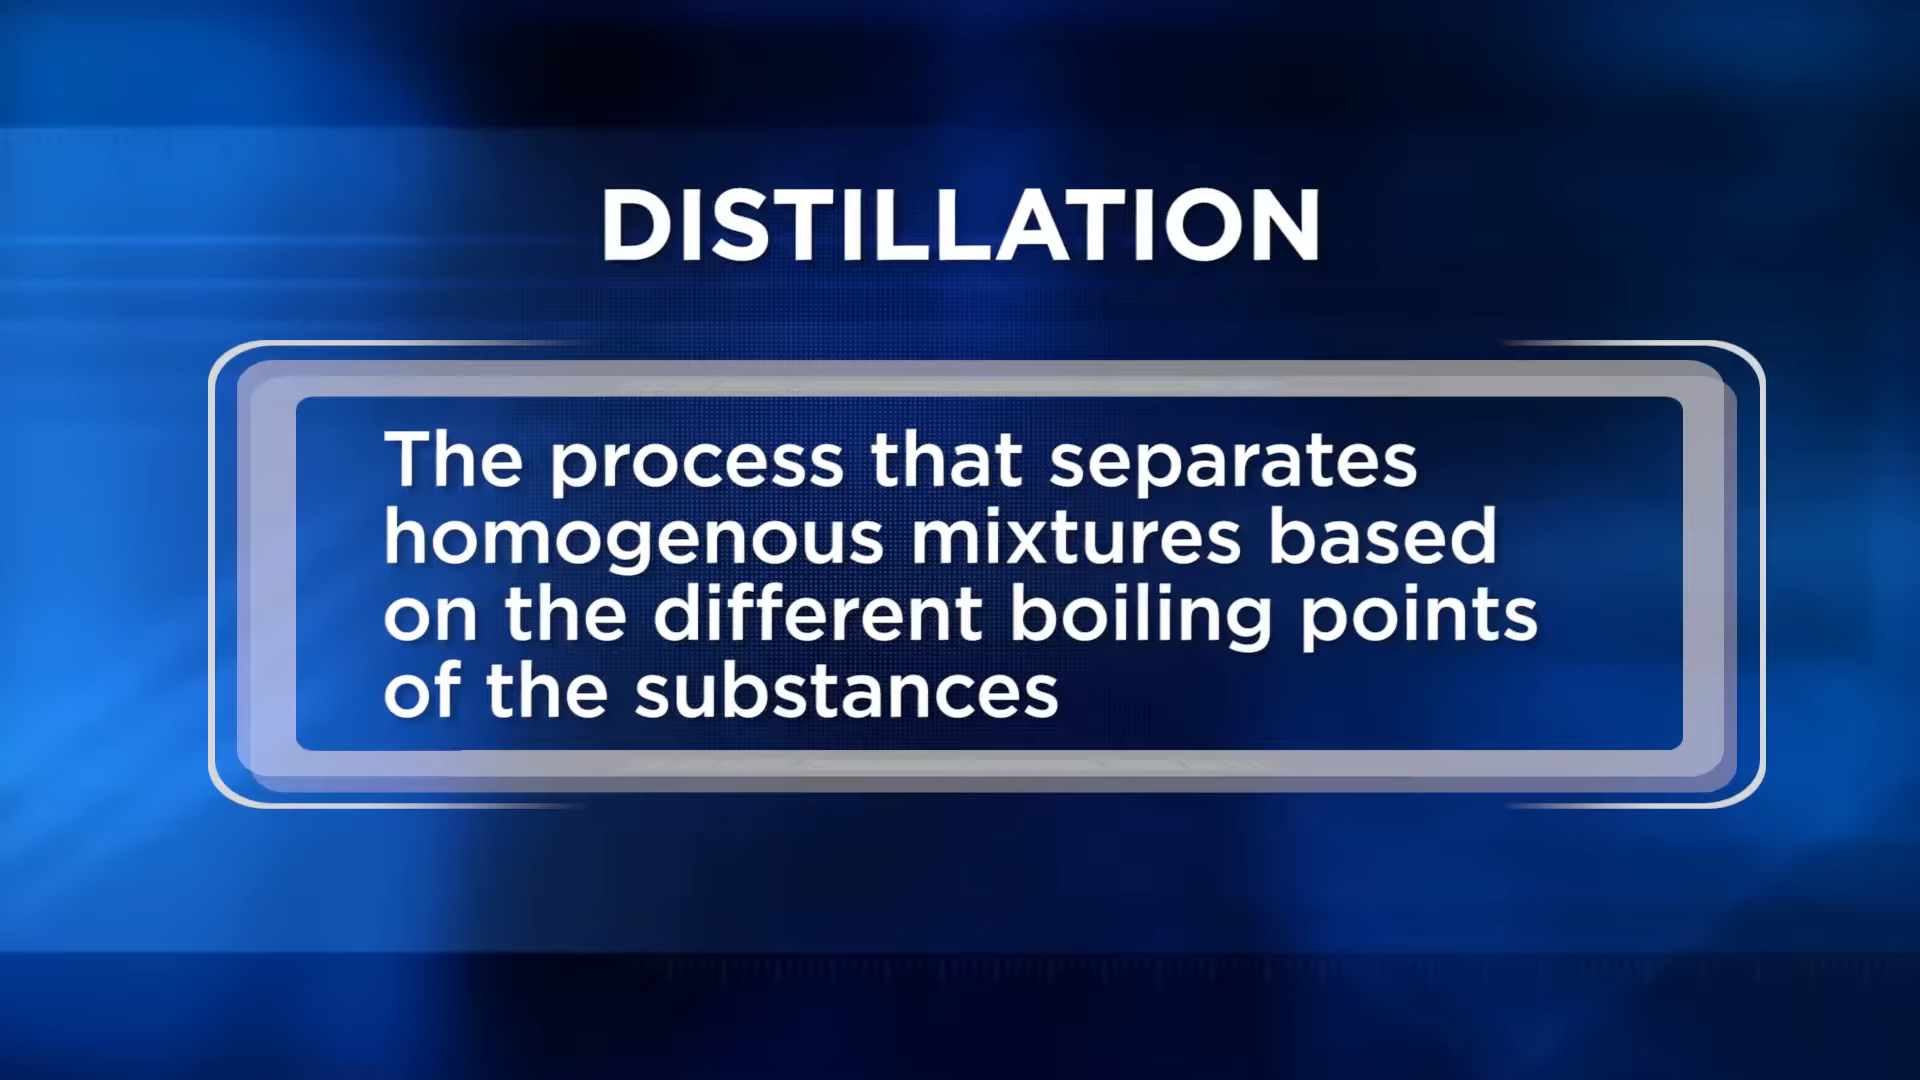 DISTILLATION
The process that separates
homogenous mixtures based
on the different boiling points
of the substances